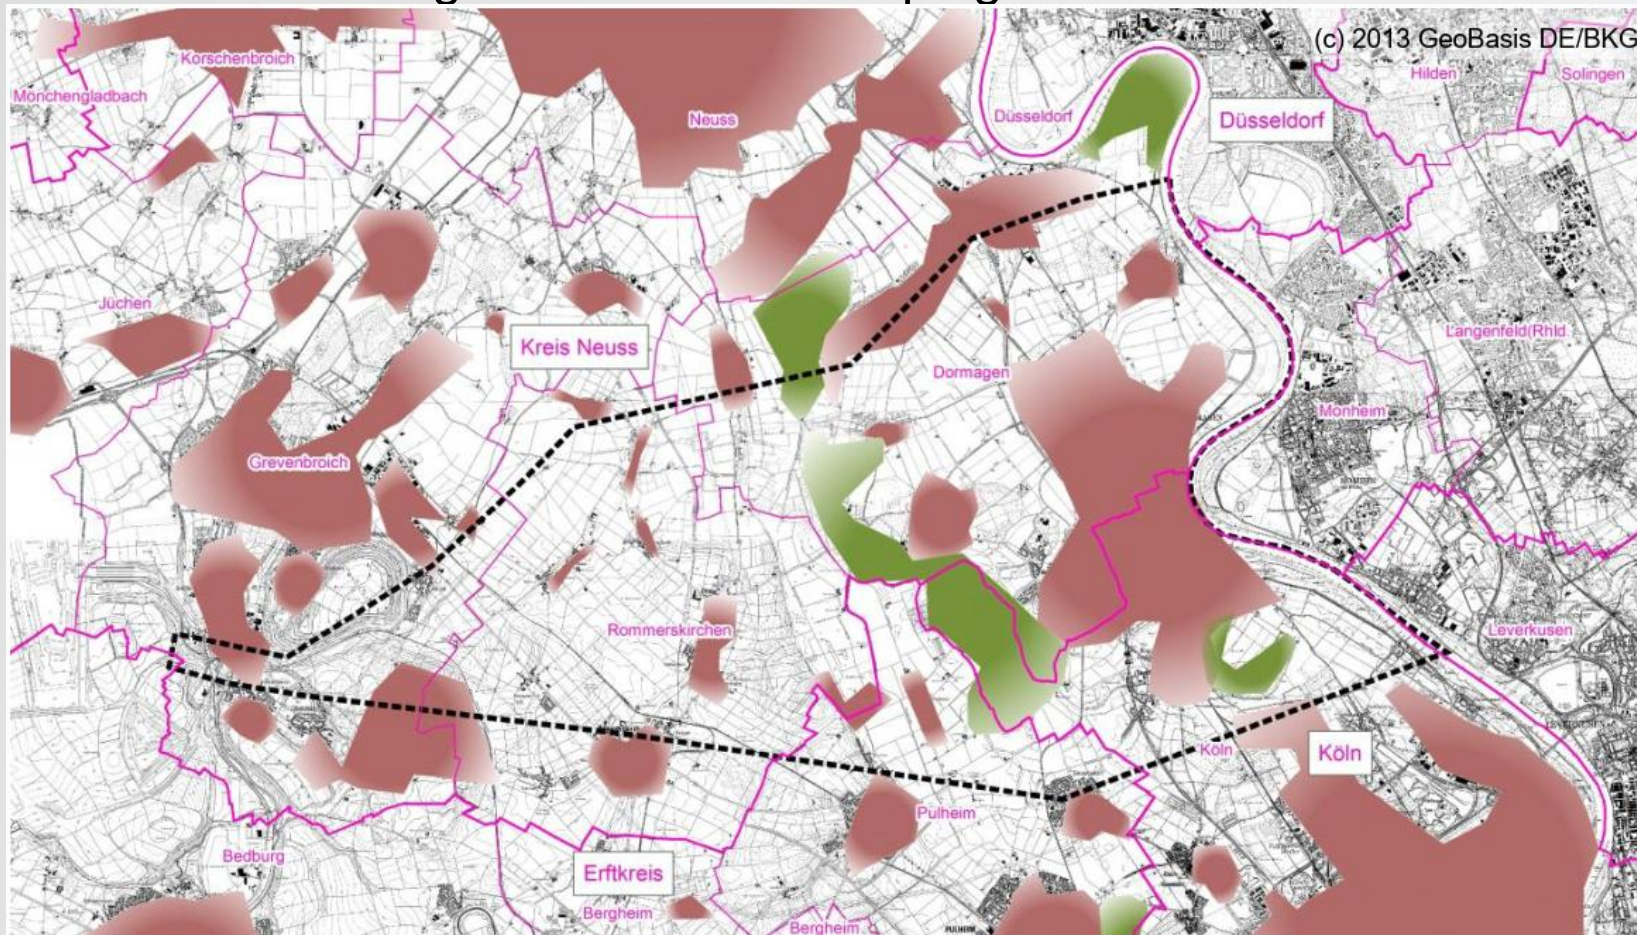 (c) 2013 GeoBasis DE/BKG
Korschenbroich
Hilden
Solingen
Mönchengladbach
Neuss
Düsseldorf
Düsseldorf
Jüchen
Kreis Neuss
Langenfeld(Rhld
Dormagen
Monheim
Grevenbroich
Rommerskirchen
Leverkusen
Köln
Köln
Pulheim
Bedburg
Erftkreis
Bergheim
Bergheim
PULHEIM